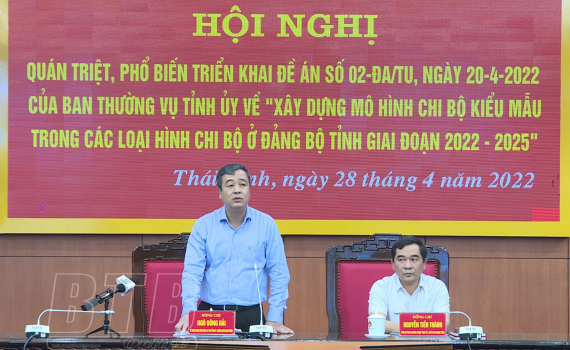 HỘI NGHỊ
QUÁN TRIỆT, PHỔ BIẾN TRIỂN KHAI ĐỀ ÁN SỐ 02-ĐA/TU, NGÀY 20-4-2022
CỦA BAN THƯỜNG VỤ TỈNH ỦY VỀ "XÂY DỰNG MÔ HÌNH CHI BỘ KIỂU MẪU
TRONG CÁC LOẠI HÌNH CHI BỘ Ở ĐẢNG BỘ TỈNH GIAI ĐOẠN 2022 - 2025"
ngày 28 tháng 4 năm 2022
BTB
ĐỒNG CHÍ
NGÔ ĐÔNG HẢI
ĐỒNG CHÍ
NGUYỄN TIẾN THÀNH